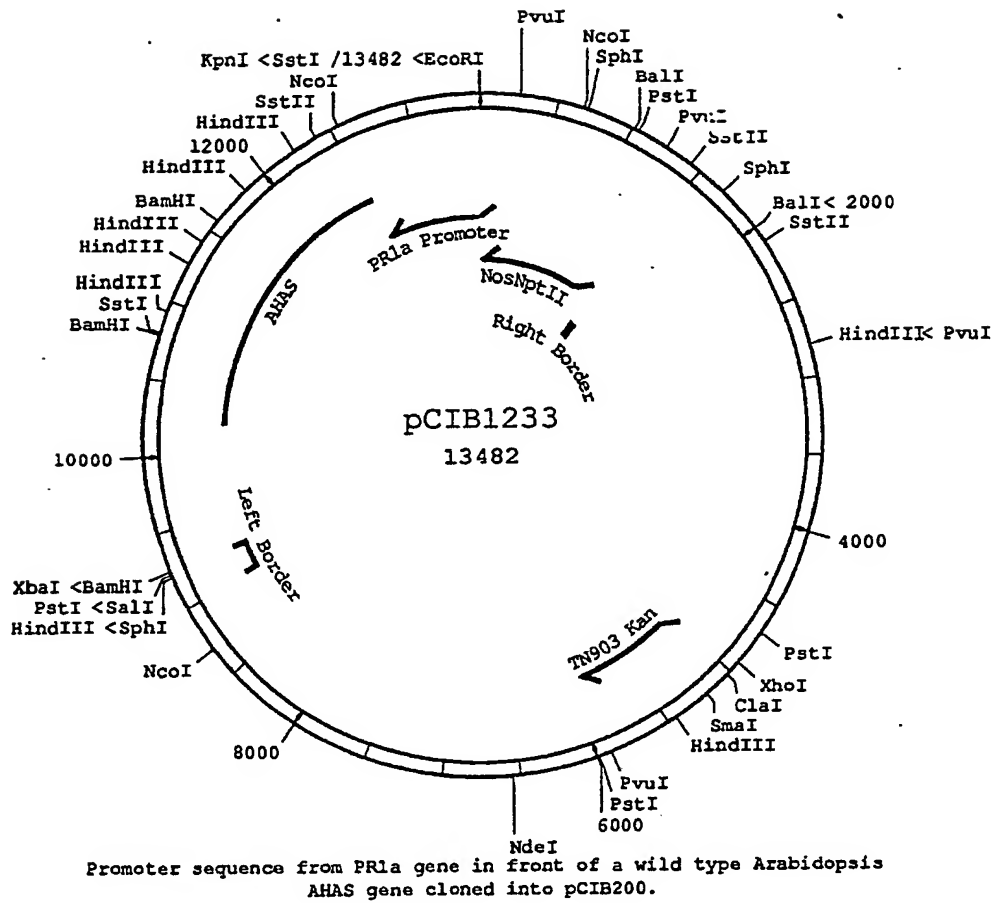 PvuI
KpnI <SstI /13482 <EcoRI
NcoI
SphI
BalI
PstI
SphI
BalI< 2000
SstII
HindIII< PvuI
4000
PstI
XhoI
ClaI
SmaI
HindIII
PvuI
PstI
6000
NdeI
8000
NcoI
HindIII <SphI
PstI <SalI
XbaI <BamHI
10000
BamHI
SstI
HindIII
HindIII
HindIII
BamHI
HindIII
12000
HindIII
SstII
NcoI
PR1a Promoter
NosNptII
Right Border
AHAS
Left Border
TN903 Kan
pCIB1233
13482
Promoter sequence from PR1a gene in front of a wild type Arabidopsis
AHAS gene cloned into pCIB200.